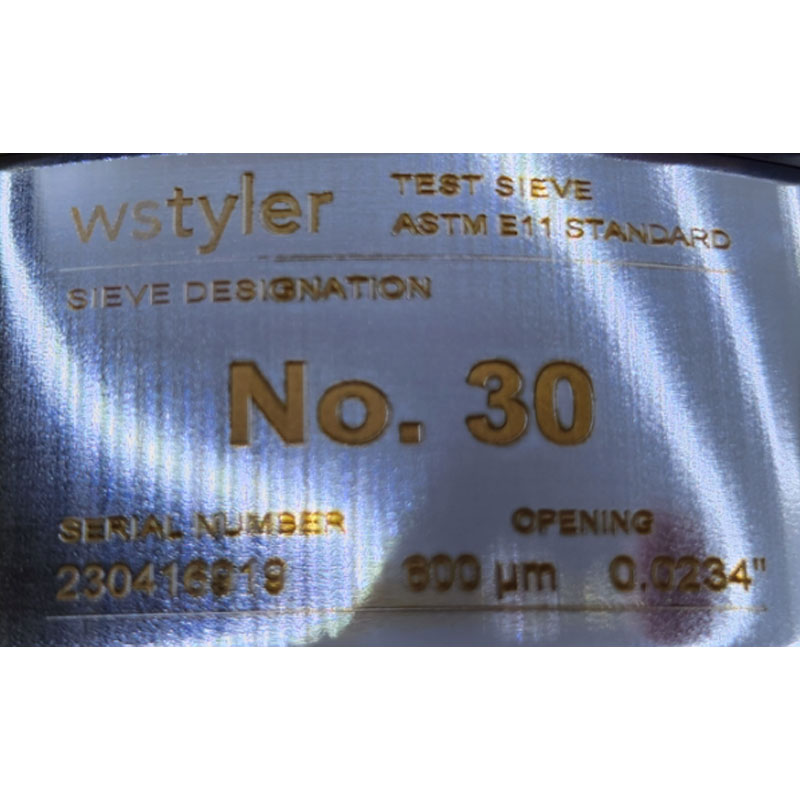 wstyler
TEST SIEVE
ASTM E11 STANDARD
SIEVE DESIGNATION
No. 30
SERIAL NUMBER
OPENING
600 µm 0.0234"